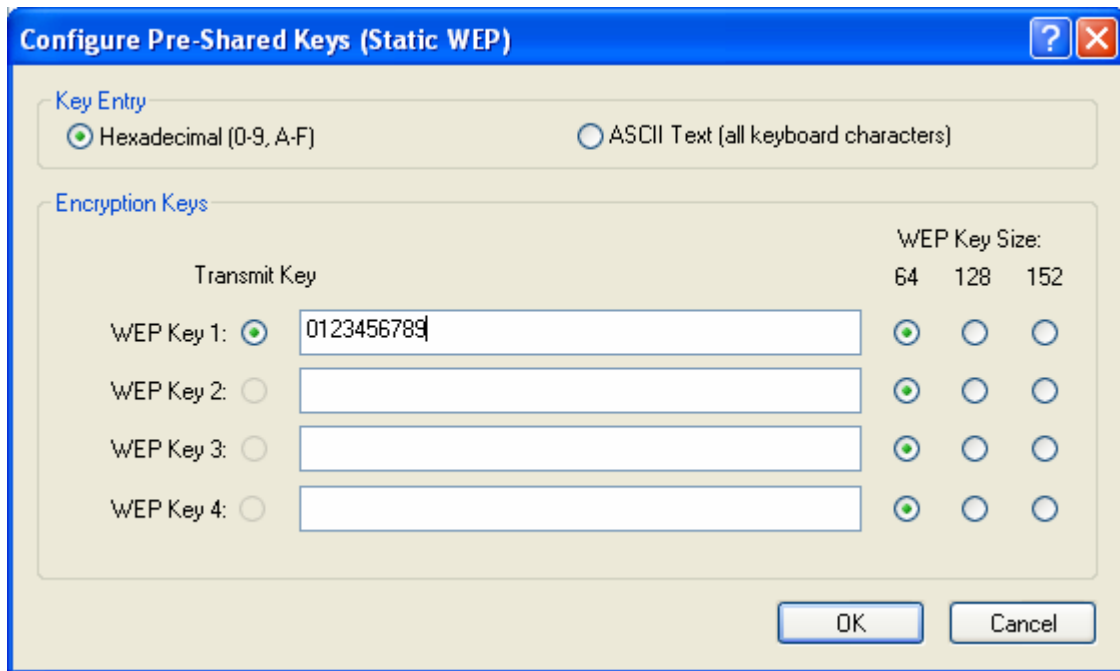 Configure Pre-Shared Keys (Static WEP)
Key Entry
Hexadecimal (0-9, A-F) ASCII Text (all keyboard characters)
Encryption Keys
WEP Key Size:
Transmit Key 64 128 152
WEP Key 1: 0123456789
WEP Key 2:
WEP Key 3:
WEP Key 4:
OK Cancel